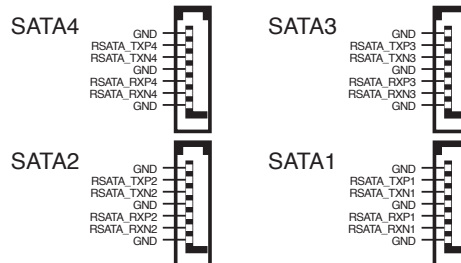 SATA4
GND
RSATA_TXP4
RSATA_TXN4
GND
RSATA_RXP4
RSATA_RXN4
GND
SATA3
GND
RSATA_TXP3
RSATA_TXN3
GND
RSATA_RXP3
RSATA_RXN3
GND
SATA2
GND
RSATA_TXP2
RSATA_TXN2
GND
RSATA_RXP2
RSATA_RXN2
GND
SATA1
GND
RSATA_TXP1
RSATA_TXN1
GND
RSATA_RXP1
RSATA_RXN1
GND